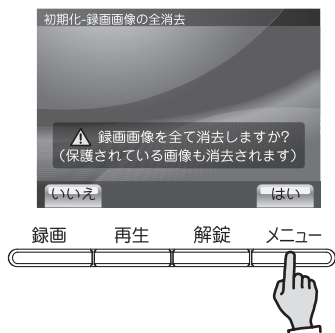 初期化-録画画像の全消去
録画画像を全て消去しますか?
(保護されている画像も消去されます)
いいえ はい
録画 再生 解錠 メニュー